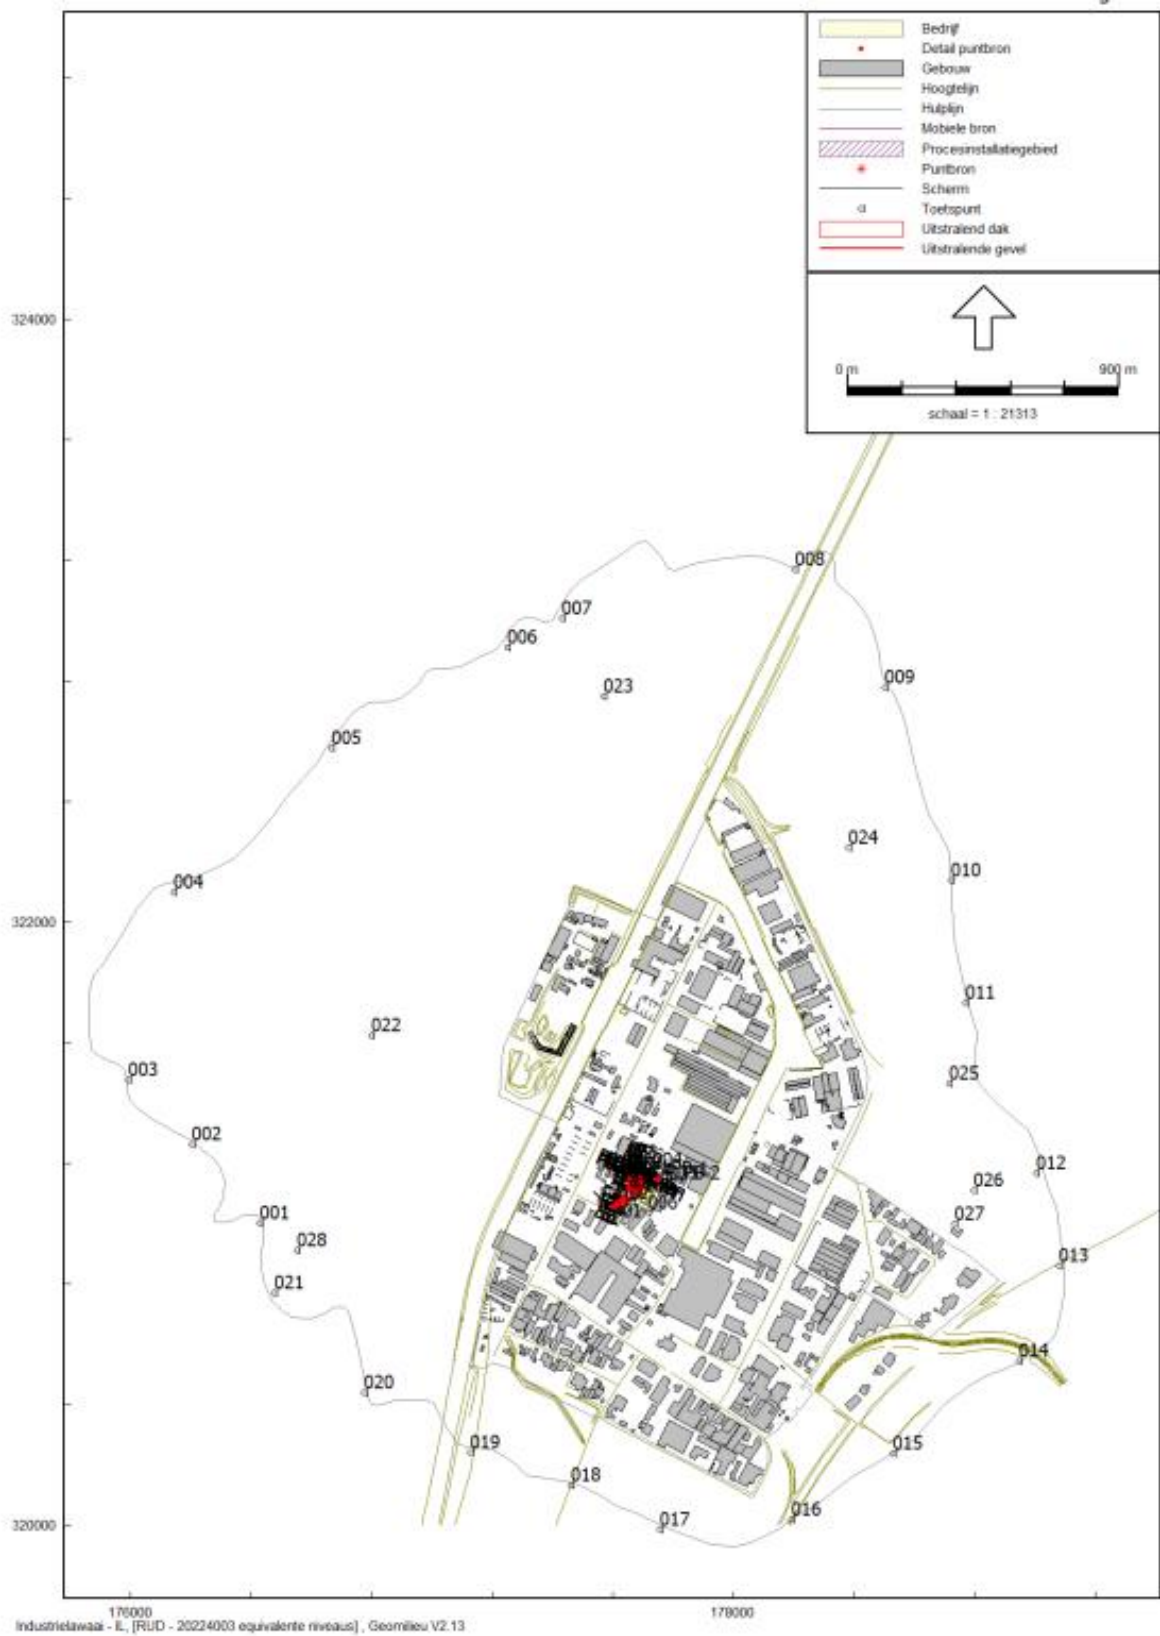 Bedrijf
Detail puntbron
Gebouw
Hoogtelijn
Hulplijn
Mobiele bron
Procesinstallatiegebied
Puntbron
Scherm
Toetspunt
Uitstralend dak
Uitstralende gevel
324000
0 m 900 m
schaal = 1 : 21313
008
007
006
009
023
005
024
004
010
322000
011
022
025
003
002
012
026
001
027
028
013
021
014
020
019
015
018
016
017
320000
176000 178000
Industrielawaai - IL, [RUD - 20224003 equivalente niveaus] , Geomilieu V2.13